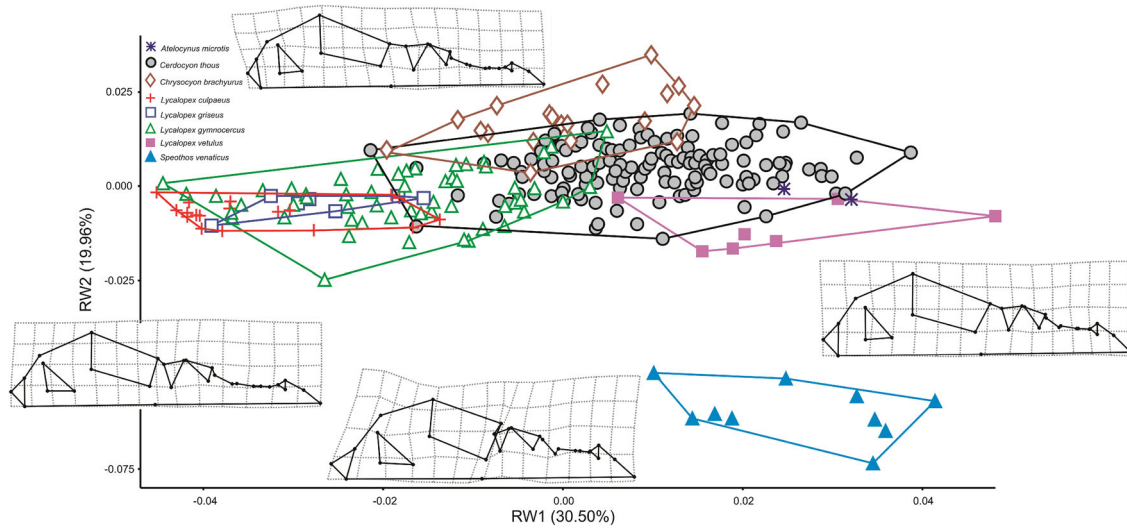 Atelocynus microtis
Cerdocyon thous
Chrysocyon brachyurus
Lycalopex culpaeus
Lycalopex griseus
Lycalopex gymnocercus
Lycalopex vetulus
Speothos venaticus
0.025
0.000
-0.025
-0.075
RW2 (19.96%)
-0.04
-0.02
0.00
0.02
0.04
RW1 (30.50%)